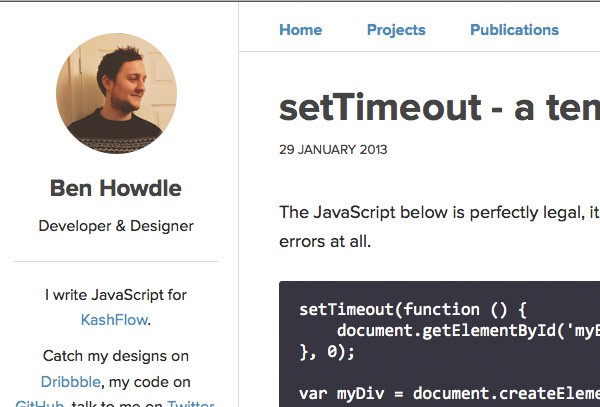 Home Projects Publications
Ben Howdle
Developer & Designer
I write JavaScript for
KashFlow.
Catch my designs on
Dribbble, my code on
GitHub, talk to me on Twitter
setTimeout - a
29 JANUARY 2013
The JavaScript below is perfectly legal, it
errors at all.
setTimeout(function () {
    document.getElementById('my
}, 0);
var myDiv = document.createEleme